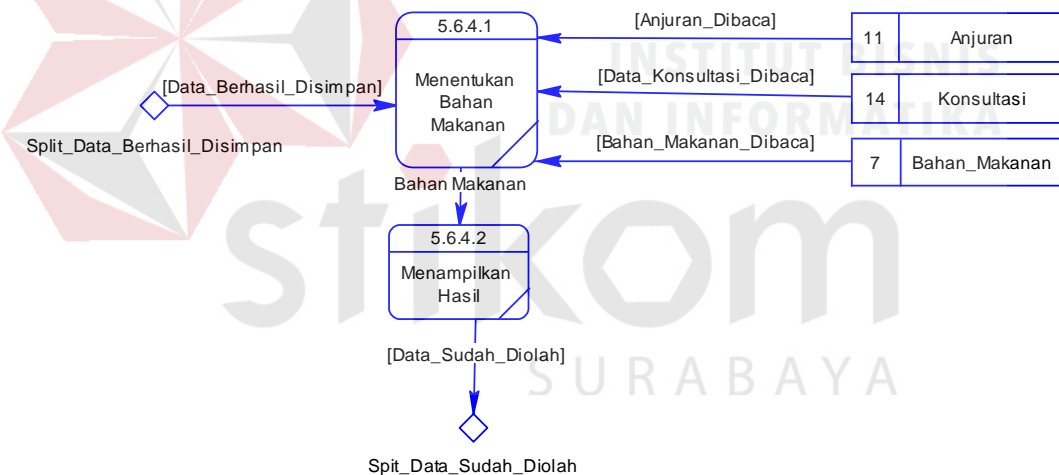 5.6.4.1
Menentukan
Bahan
Makanan
[Anjuran_Dibaca]
11 Anjuran
[Data_Konsultasi_Dibaca]
14 Konsultasi
[Bahan_Makanan_Dibaca]
7 Bahan_Makanan
[Data_Berhasil_Disimpan]
Split_Data_Berhasil_Disimpan
Bahan Makanan
5.6.4.2
Menampilkan
Hasil
[Data_Sudah_Diolah]
Spit_Data_Sudah_Diolah
INSTITUT BISNIS
DAN INFORMATIKA
stikom
SURABAYA